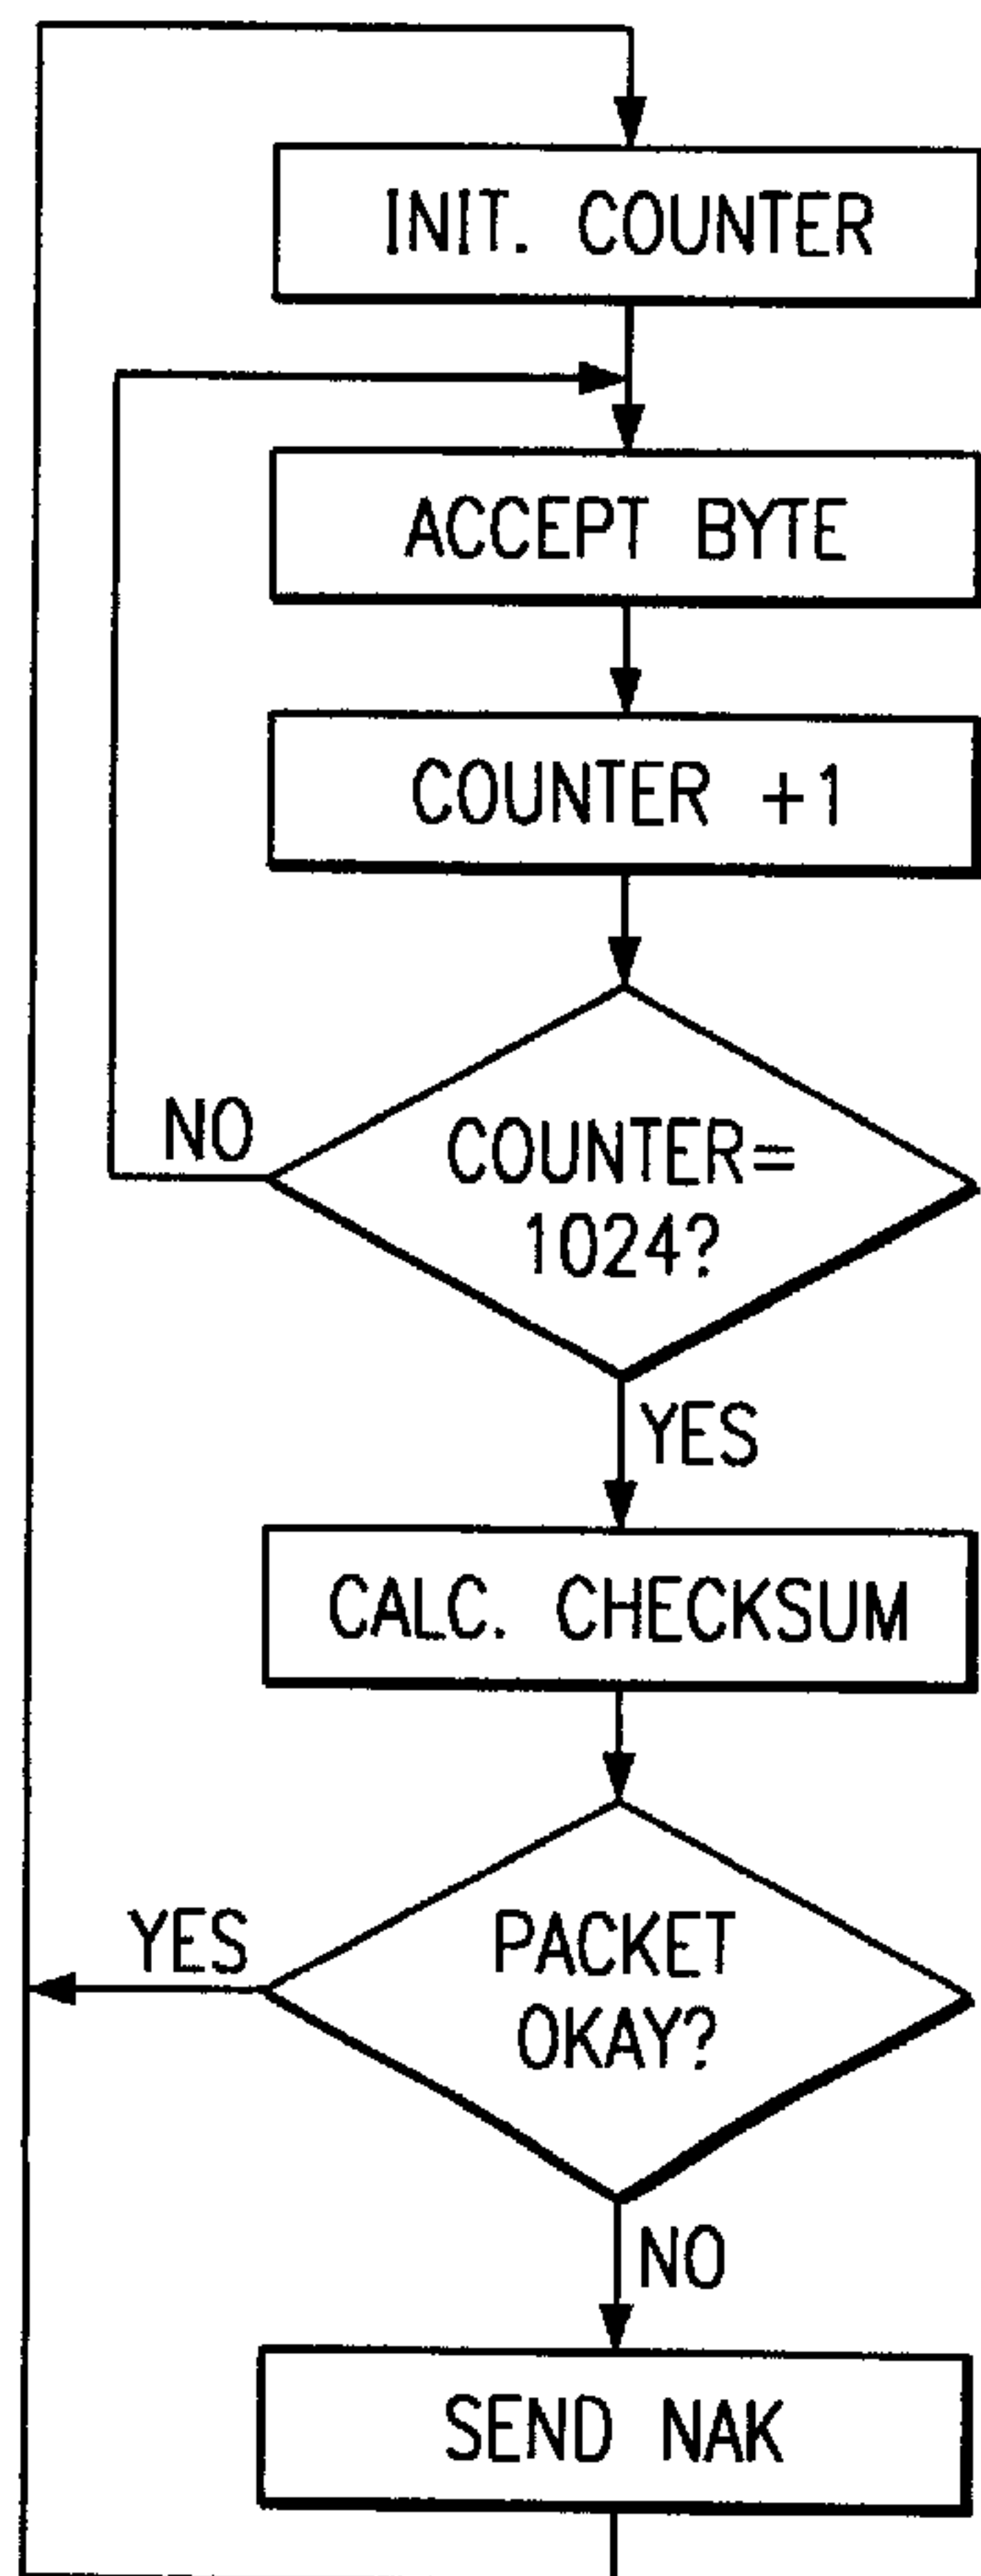 INIT. COUNTER
ACCEPT BYTE
COUNTER +1
NO
COUNTER=
1024?
YES
CALC. CHECKSUM
YES
PACKET
OKAY?
NO
SEND NAK